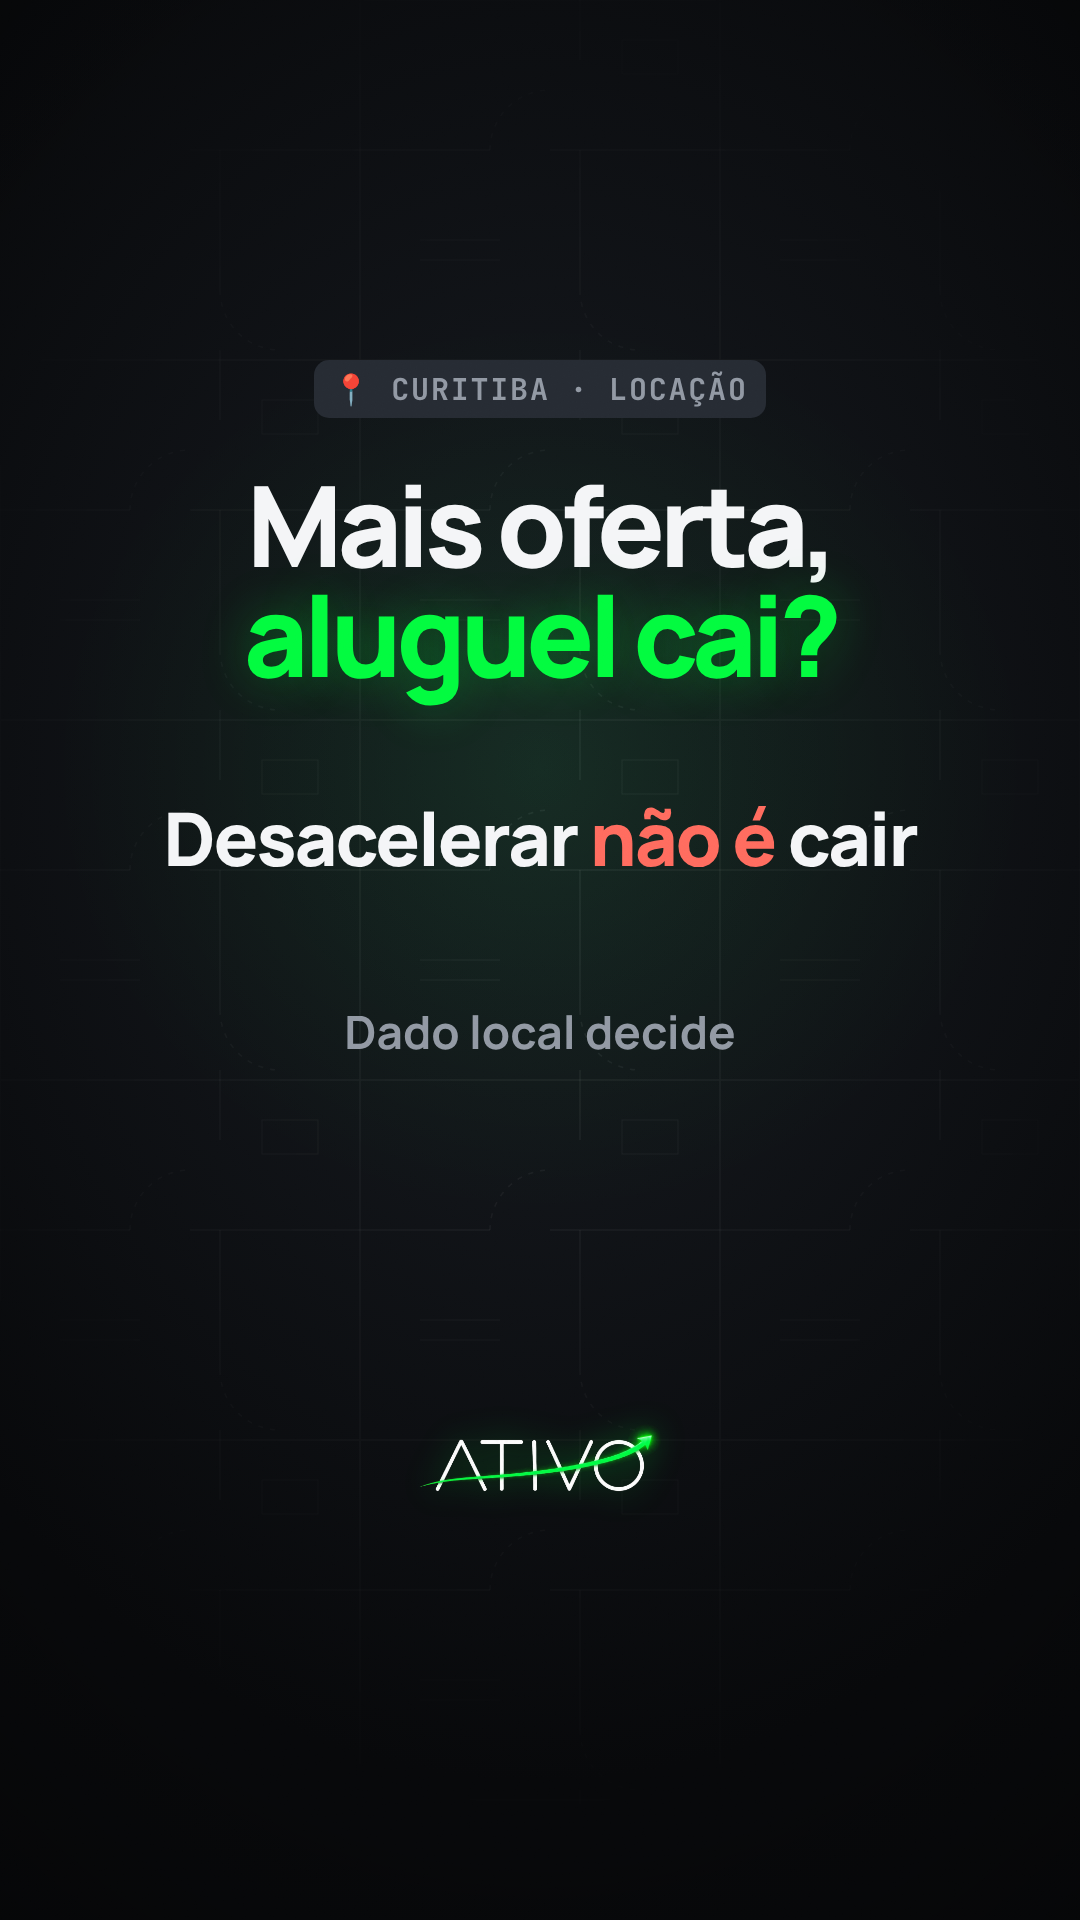 📍 CURITIBA · LOCAÇÃO
Mais oferta,
aluguel cai?
Desacelerar não é cair
Dado local decide
ATIVO